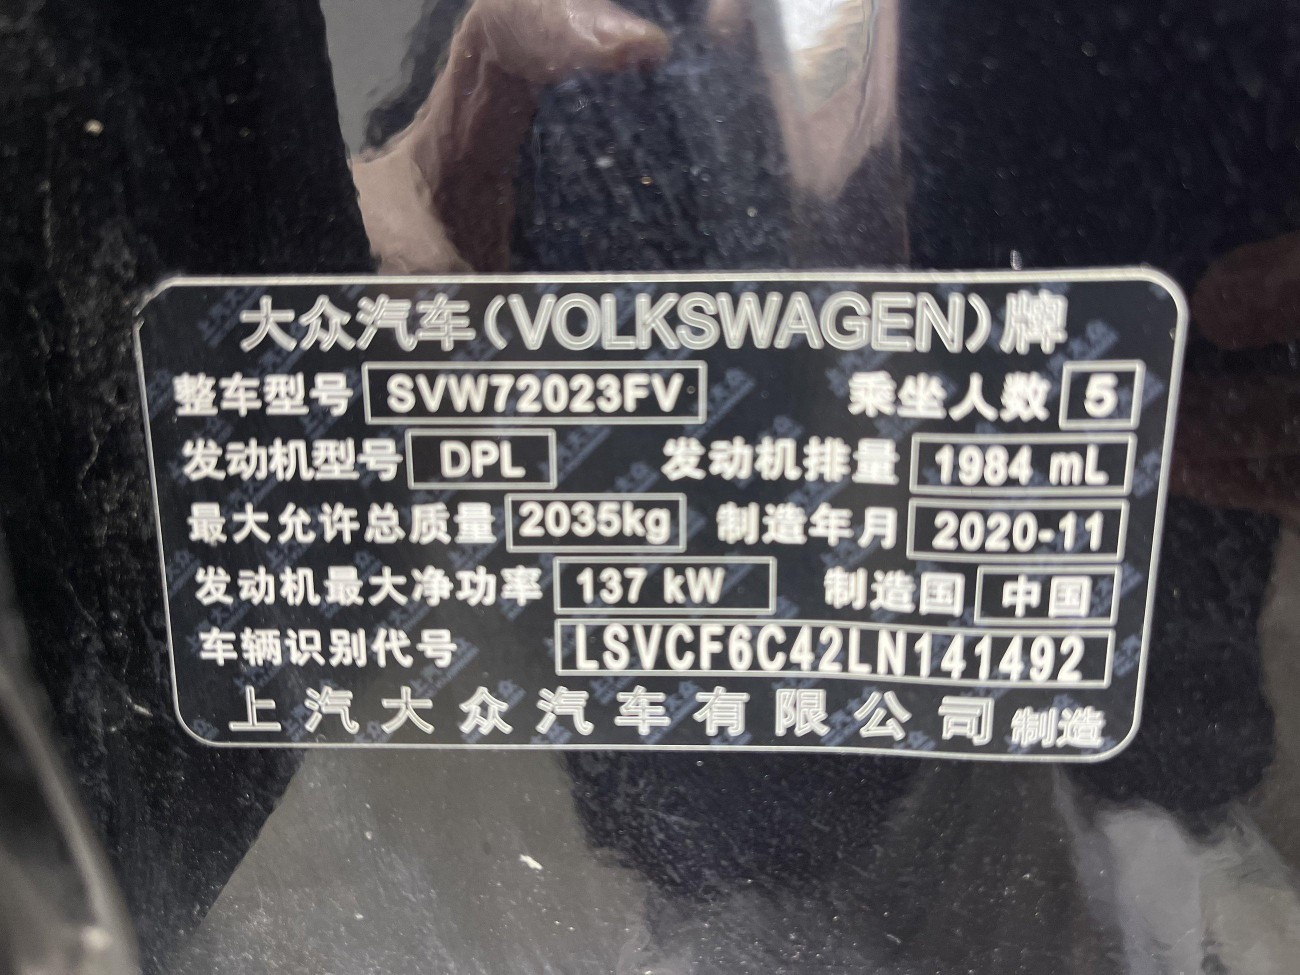 大众汽车(VOLKSWAGEN)牌
整车型号 SVW72023FV 乘坐人数 5
发动机型号 DPL 发动机排量 1984 mL
最大允许总质量 2035kg 制造年月 2020-11
发动机最大净功率 137 kW 制造国 中国
车辆识别代号 LSVCF6C42LN141492
上汽大众汽车有限公司制造